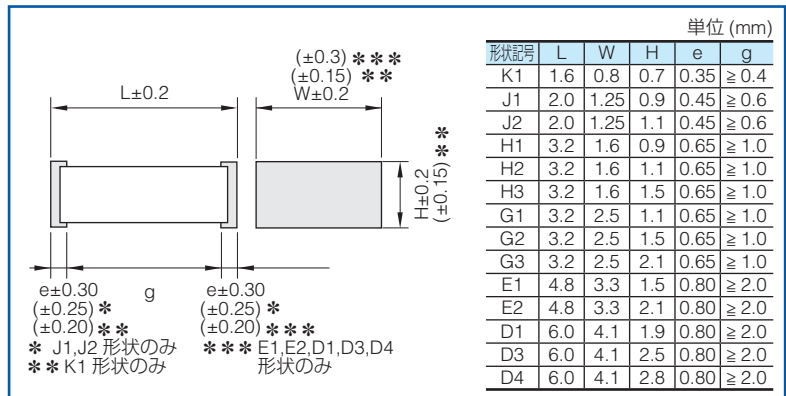 単位 (mm)
(±0.3) ＊＊＊
(±0.15) ＊＊
L±0.2
W±0.2
H±0.2
(±0.15) ＊＊
＊
e±0.30
g
e±0.30
(±0.25) ＊
(±0.25) ＊
(±0.20) ＊＊
(±0.20) ＊＊＊
＊ J1,J2 形状のみ
＊＊＊ E1,E2,D1,D3,D4
＊＊ K1 形状のみ
形状のみ
形状記号 L W H e g
K1 1.6 0.8 0.7 0.35 ≧ 0.4
J1 2.0 1.25 0.9 0.45 ≧ 0.6
J2 2.0 1.25 1.1 0.45 ≧ 0.6
H1 3.2 1.6 0.9 0.65 ≧ 1.0
H2 3.2 1.6 1.1 0.65 ≧ 1.0
H3 3.2 1.6 1.5 0.65 ≧ 1.0
G1 3.2 2.5 1.1 0.65 ≧ 1.0
G2 3.2 2.5 1.5 0.65 ≧ 1.0
G3 3.2 2.5 2.1 0.65 ≧ 1.0
E1 4.8 3.3 1.5 0.80 ≧ 2.0
E2 4.8 3.3 2.1 0.80 ≧ 2.0
D1 6.0 4.1 1.9 0.80 ≧ 2.0
D3 6.0 4.1 2.5 0.80 ≧ 2.0
D4 6.0 4.1 2.8 0.80 ≧ 2.0